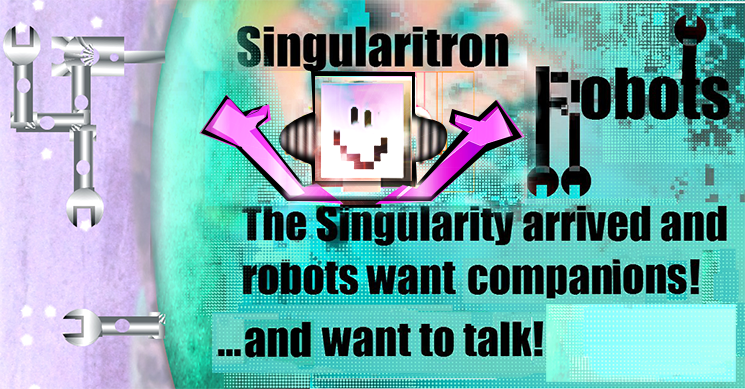 Singularitron
Robots
The Singularity arrived and
robots want companions!
...and want to talk!